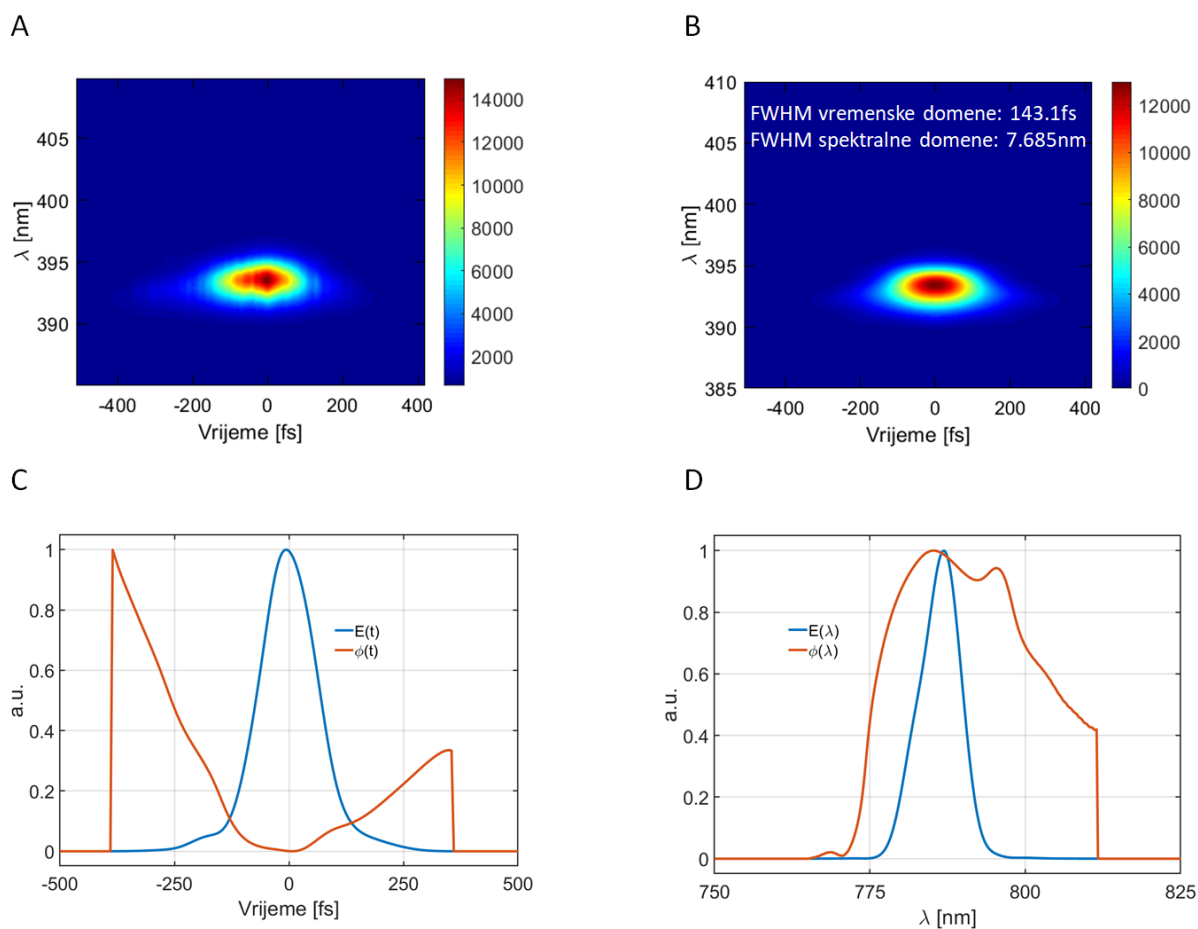 A
B
405
400
395
390
λ [nm]
-400 -200 0 200 400
Vrijeme [fs]
14000
12000
10000
8000
6000
4000
2000
FWHM vremenske domene: 143.1fs
FWHM spektralne domene: 7.685nm
410
405
400
395
390
385
λ [nm]
-400 -200 0 200 400
Vrijeme [fs]
12000
10000
8000
6000
4000
2000
0
C
D
1
0.8
0.6
0.4
0.2
0
a.u.
E(t)
ϕ(t)
-500 -250 0 250 500
Vrijeme [fs]
1
0.8
0.6
0.4
0.2
0
a.u.
E(λ)
ϕ(λ)
750 775 800 825
λ [nm]